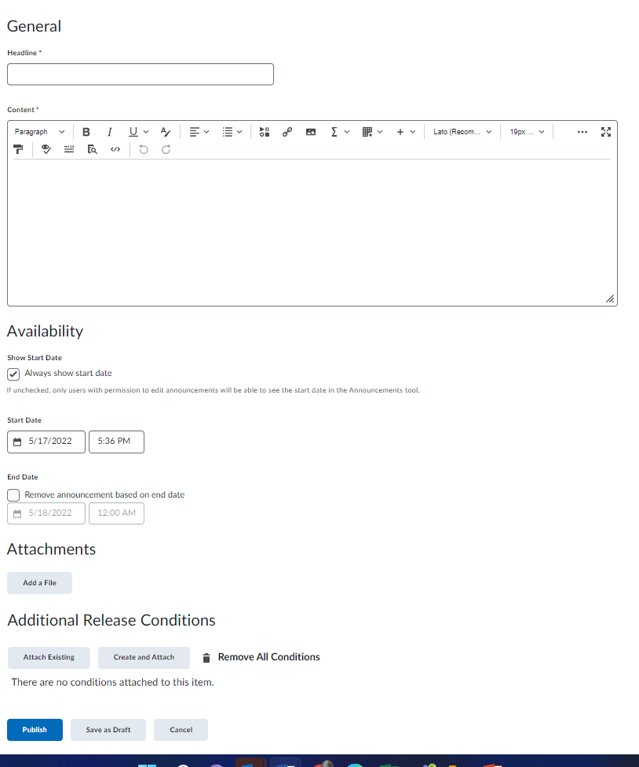 General
Headline *
Content *
Paragraph B I U A Σ + Lato (Recom... 19px ... ...
</>
Availability
Show Start Date
Always show start date
If unchecked, only users with permission to edit announcements will be able to see the start date in the Announcements tool.
Start Date
5/17/2022 5:36 PM
End Date
Remove announcement based on end date
5/18/2022 12:00 AM
Attachments
Add a File
Additional Release Conditions
Attach Existing Create and Attach Remove All Conditions
There are no conditions attached to this item.
Publish Save as Draft Cancel